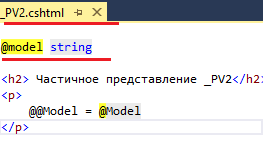 _PV2.cshtml
@model string
<h2> Частичное представление _PV2</h2>
<p>
@@Model = @Model
</p>